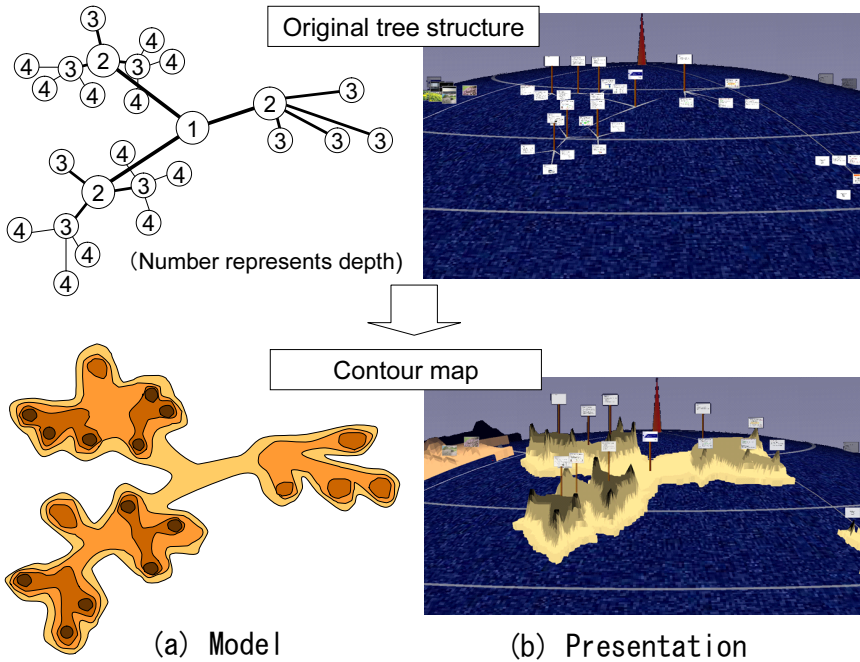 Original tree structure
3
4
4 3 2 3 4
4 4 4
2 3
1
3 3 3
4
3 4
2 3
4
4 3
4
4
(Number represents depth)
Contour map
(a) Model
(b) Presentation